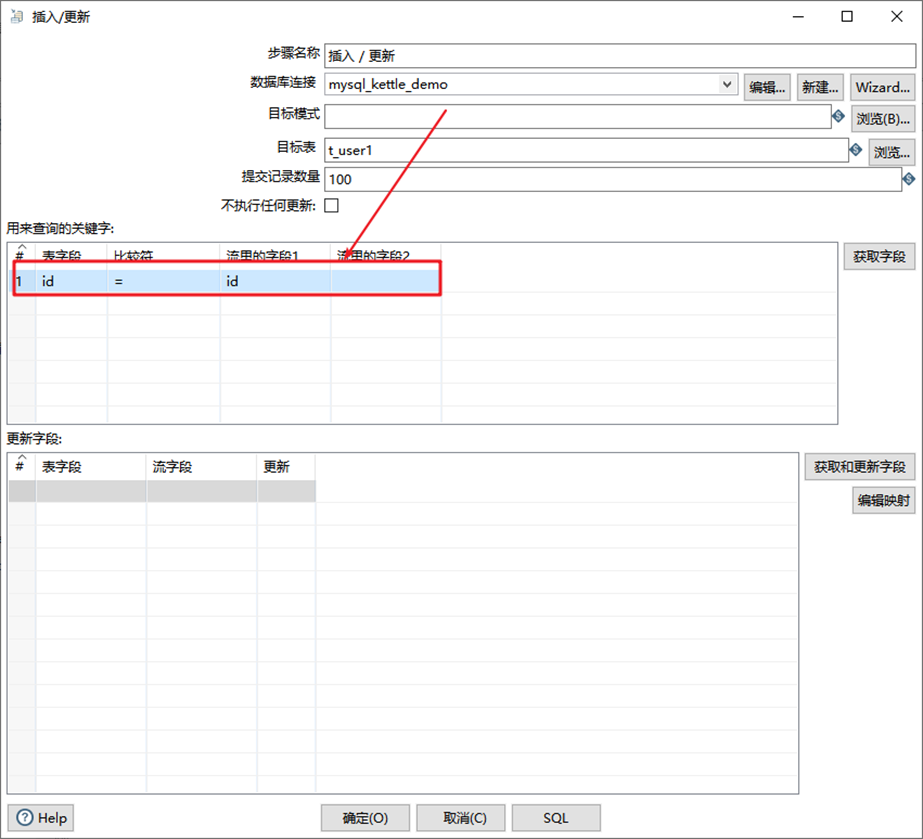 插入/更新
步骤名称 插入 / 更新
数据库连接 mysql_kettle_demo 编辑... 新建... Wizard...
目标模式 浏览(B)...
目标表 t_user1 浏览...
提交记录数量 100
不执行任何更新:
用来查询的关键字:
# 表字段 比较符 流里的字段1 流里的字段2 获取字段
1 id = id
更新字段:
# 表字段 流字段 更新 获取和更新字段
编辑映射
Help 确定(O) 取消(C) SQL